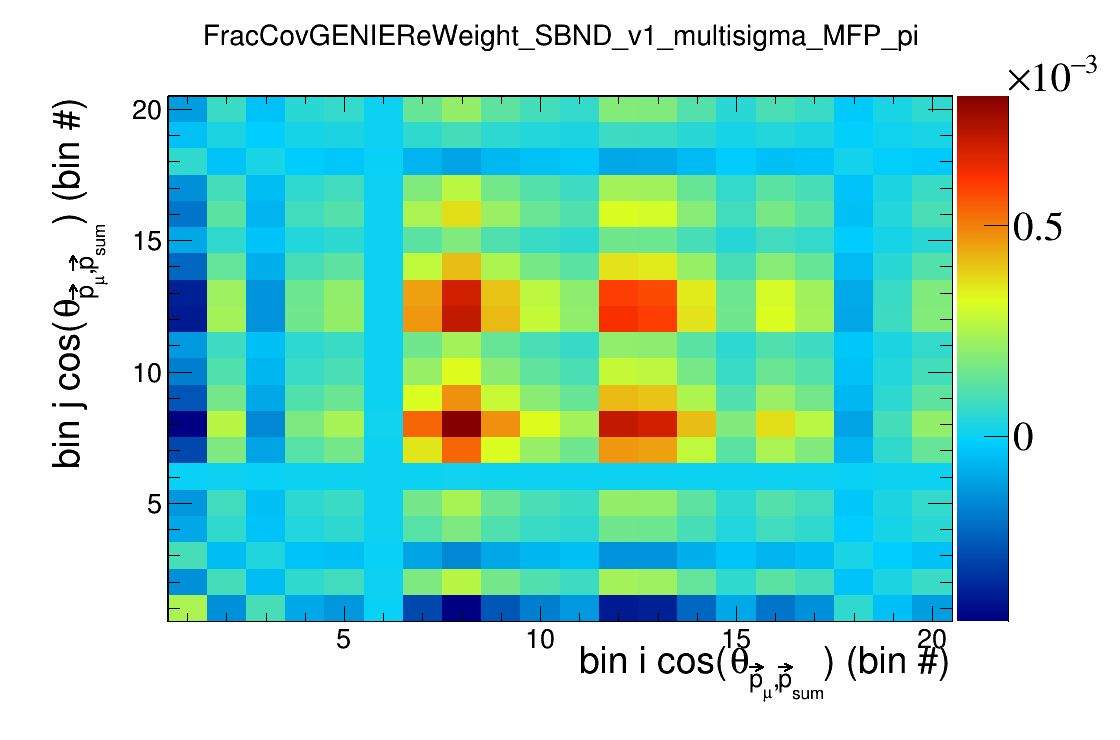 FracCovGENIEReWeight_SBND_v1_multisigma_MFP_pi
×10⁻³
20
15
10
5
0.5
0
bin j cos(θ_{p⃗_μ,p⃗_sum}) (bin #)
5 10 15 20
bin i cos(θ_{p⃗_μ,p⃗_sum}) (bin #)